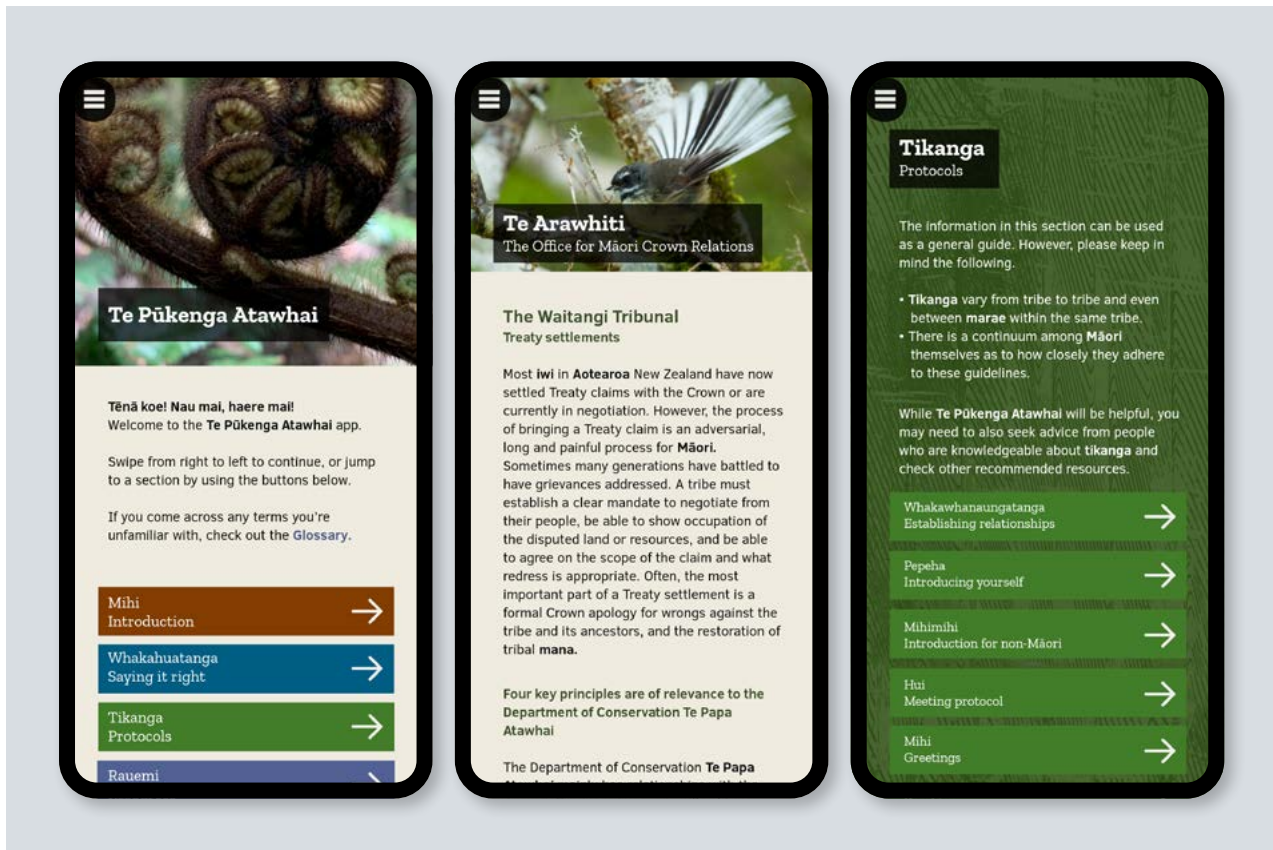 Te Pūkenga Atawhai
Tēnā koe! Nau mai, haere mai!
Welcome to the Te Pūkenga Atawhai app.
Swipe from right to left to continue, or jump
to a section by using the buttons below.
If you come across any terms you're
unfamiliar with, check out the Glossary.
Mihi
Introduction
Whakahuatanga
Saying it right
Tikanga
Protocols
Rauemi
Te Arawhiti
The Office for Māori Crown Relations
The Waitangi Tribunal
Treaty settlements
Most iwi in Aotearoa New Zealand have now
settled Treaty claims with the Crown or are
currently in negotiation. However, the process
of bringing a Treaty claim is an adversarial,
long and painful process for Māori.
Sometimes many generations have battled to
have grievances addressed. A tribe must
establish a clear mandate to negotiate from
their people, be able to show occupation of
the disputed land or resources, and be able
to agree on the scope of the claim and what
redress is appropriate. Often, the most
important part of a Treaty settlement is a
formal Crown apology for wrongs against the
tribe and its ancestors, and the restoration of
tribal mana.
Four key principles are of relevance to the
Department of Conservation Te Papa
Atawhai
The Department of Conservation Te Papa
Tikanga
Protocols
The information in this section can be used
as a general guide. However, please keep in
mind the following.
• Tikanga vary from tribe to tribe and even
between marae within the same tribe.
• There is a continuum among Māori
themselves as to how closely they adhere
to these guidelines.
While Te Pūkenga Atawhai will be helpful, you
may need to also seek advice from people
who are knowledgeable about tikanga and
check other recommended resources.
Whakawhanaungatanga
Establishing relationships
Pepeha
Introducing yourself
Mihimihi
Introduction for non-Māori
Hui
Meeting protocol
Mihi
Greetings